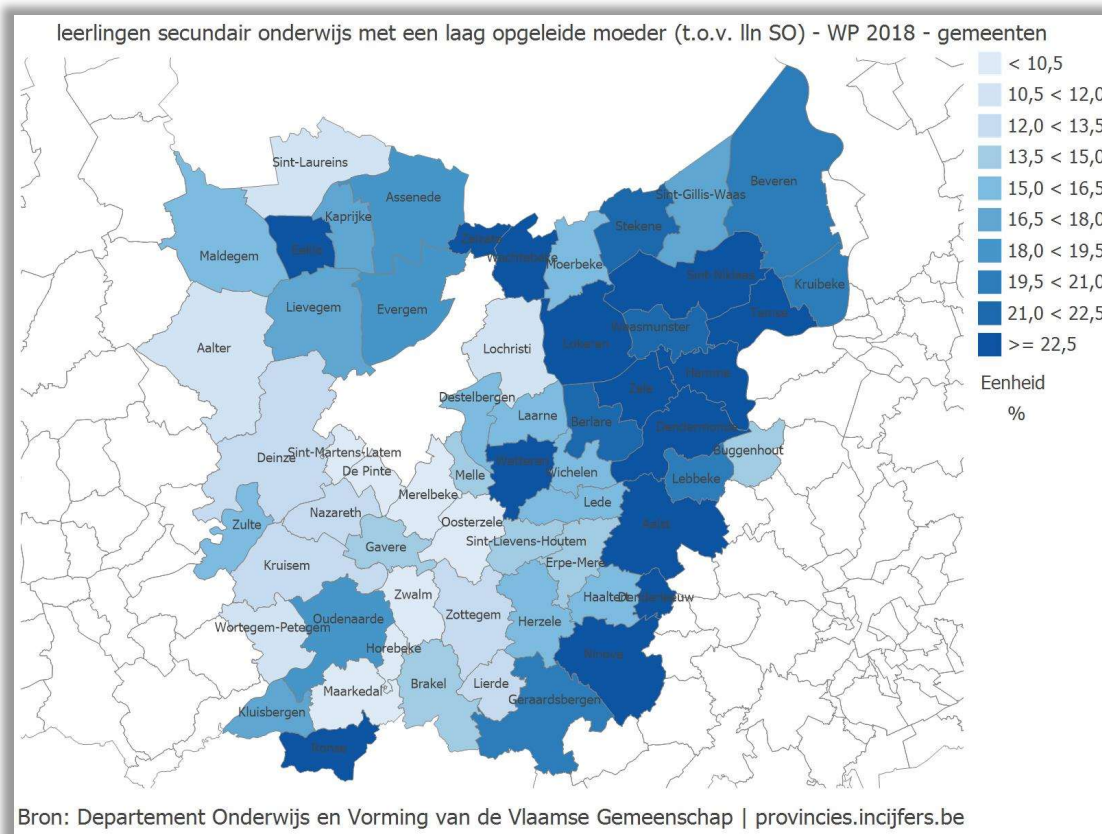 leerlingen secundair onderwijs met een laag opgeleide moeder (t.o.v. lln SO) - WP 2018 - gemeenten
< 10,5
10,5 < 12,0
12,0 < 13,5
13,5 < 15,0
15,0 < 16,5
16,5 < 18,0
18,0 < 19,5
19,5 < 21,0
21,0 < 22,5
>= 22,5
Eenheid
%
Sint-Laureins
Assenede
Kaprijke
Maldegem
Eeklo
Zelzate
Wachtebeke
Moerbeke
Stekene
Sint-Gillis-Waas
Beveren
Sint-Niklaas
Kruibeke
Temse
Lievegem
Evergem
Aalter
Lochristi
Lokeren
Waasmunster
Hamme
Zele
Destelbergen
Laarne
Berlare
Dendermonde
Buggenhout
Deinze
Sint-Martens-Latem
De Pinte
Melle
Wetteren
Wichelen
Lebbeke
Merelbeke
Lede
Nazareth
Oosterzele
Zulte
Gavere
Sint-Lievens-Houtem
Aalst
Erpe-Mere
Kruisem
Zwalm
Haaltert
Denderleeuw
Oudenaarde
Zottegem
Herzele
Wortegem-Petegem
Horebeke
Ninove
Maarkedal
Brakel
Lierde
Geraardsbergen
Kluisbergen
Ronse
Bron: Departement Onderwijs en Vorming van de Vlaamse Gemeenschap | provincies.incijfers.be